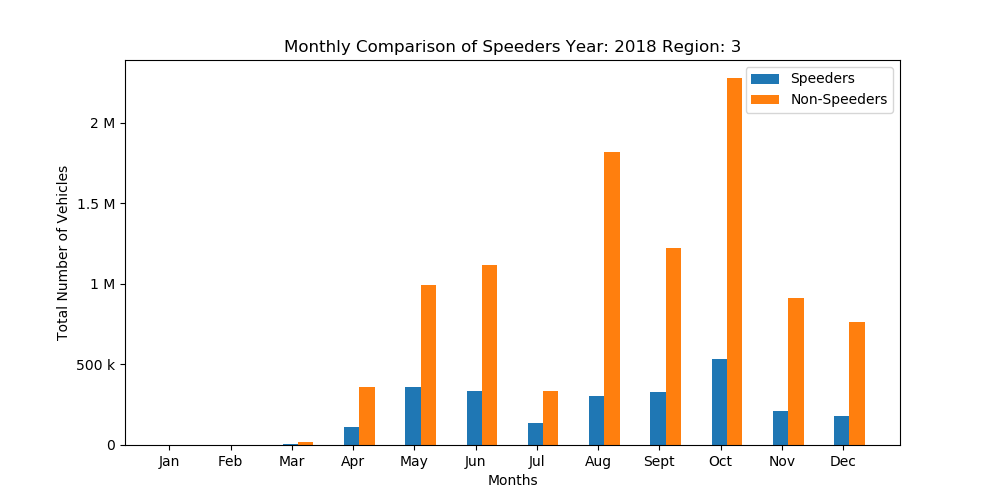 Monthly Comparison of Speeders Year: 2018 Region: 3
Speeders
Non-Speeders
Total Number of Vehicles
2 M
1.5 M
1 M
500 k
0
Jan Feb Mar Apr May Jun Jul Aug Sept Oct Nov Dec
Months